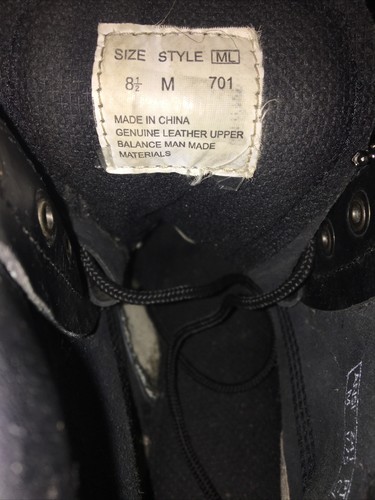 SIZE STYLE ML
8½ M 701
MADE IN CHINA
GENUINE LEATHER UPPER
BALANCE MAN MADE
MATERIALS